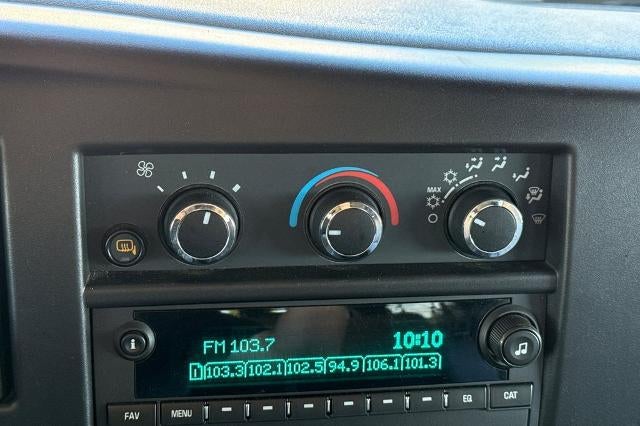 MAX
FM 103.7 10:10
1 103.3 102.1 102.5 94.9 106.1 101.3
FAV MENU EQ CAT